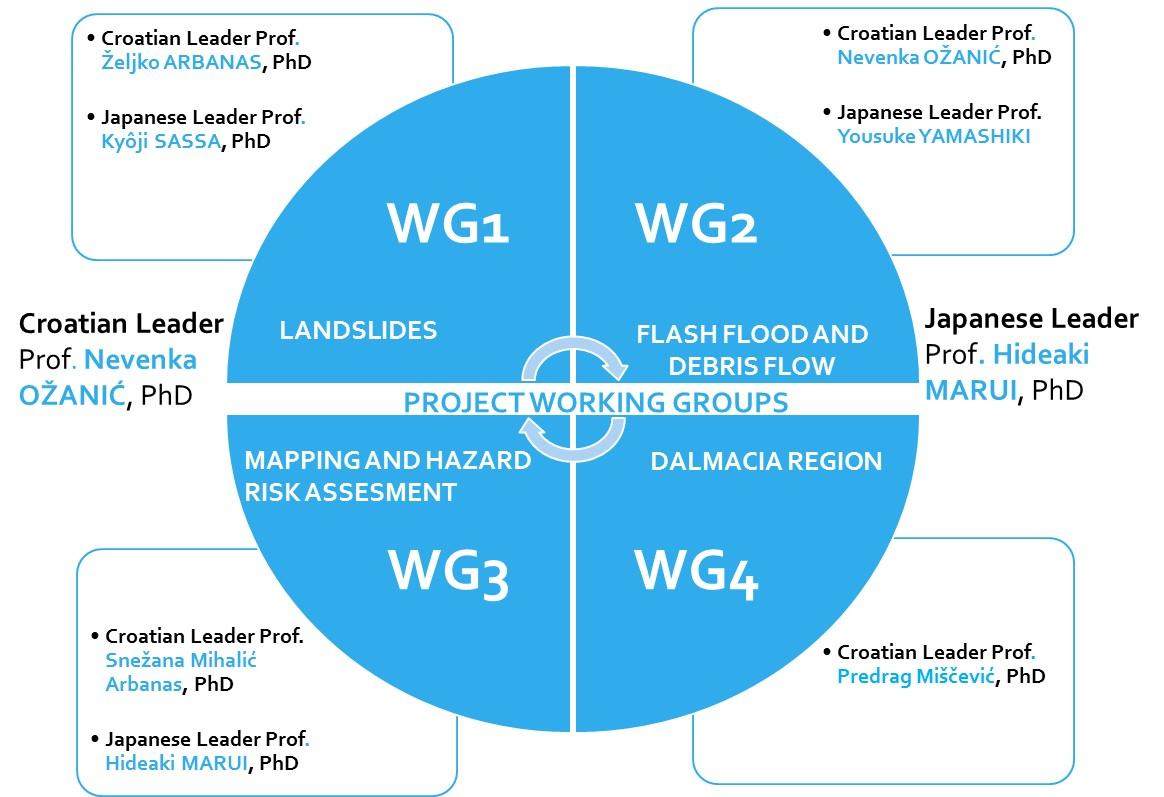 • Croatian Leader Prof.
Željko ARBANAS, PhD
• Japanese Leader Prof.
Kyôji SASSA, PhD
• Croatian Leader Prof.
Nevenka OŽANIĆ, PhD
• Japanese Leader Prof.
Yousuke YAMASHIKI
WG1
WG2
LANDSLIDES
FLASH FLOOD AND
DEBRIS FLOW
Croatian Leader
Prof. Nevenka
OŽANIĆ, PhD
Japanese Leader
Prof. Hideaki
MARUI, PhD
PROJECT WORKING GROUPS
MAPPING AND HAZARD
RISK ASSESMENT
DALMACIA REGION
WG3
WG4
• Croatian Leader Prof.
Snežana Mihalić
Arbanas, PhD
• Japanese Leader Prof.
Hideaki MARUI, PhD
• Croatian Leader Prof.
Predrag Miščević, PhD